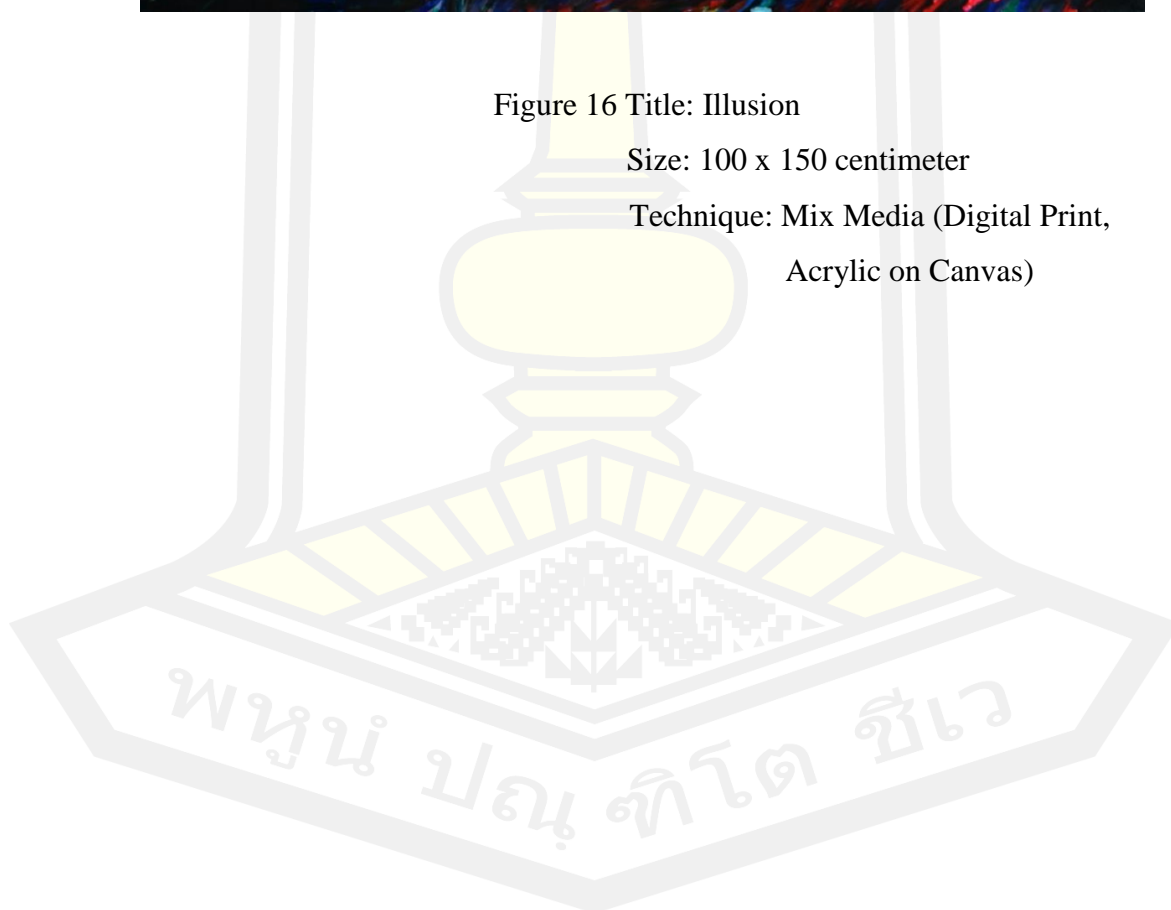 Figure 16 Title: Illusion
Size: 100 x 150 centimeter
Technique: Mix Media (Digital Print,
Acrylic on Canvas)
พหูนํ ปณฺฑิโต ชีเว